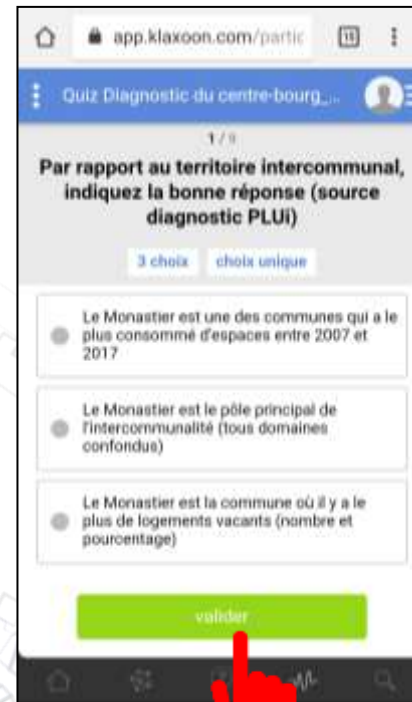 app.klaxoon.com/partic
15
Quiz Diagnostic du centre-bourg_...
1/9
Par rapport au territoire intercommunal,
indiquez la bonne réponse (source
diagnostic PLUi)
3 choix choix unique
Le Monastier est une des communes qui a le
plus consommé d'espaces entre 2007 et
2017
Le Monastier est le pôle principal de
l'intercommunalité (tous domaines
confondus)
Le Monastier est la commune où il y a le
plus de logements vacants (nombre et
pourcentage)
valider